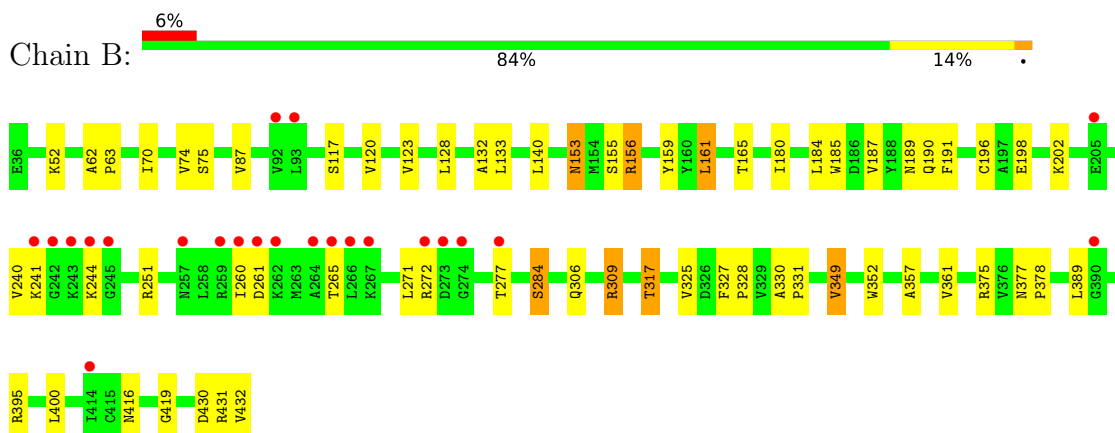 6%
Chain B:
84% 14% •
E36 K52 A62 P63 I70 V74 S75 V87 V92 L93 S117 V120 V123 L128 A132 L133 L140 N153 M154 S155 R156 Y159 Y160 L161 T165 I180 L184 W185 D186 V187 Y188 N189 Q190 F191 C196 A197 E198 K202 E205
V240 K241 G242 K243 K244 G245 R251 N257 L258 R259 I260 D261 K262 M263 A264 T265 L266 K267 L271 R272 D273 G274 T277 S284 Q306 R309 T317 V325 D326 F327 P328 V329 A330 P331 V349 W352 A357 V361 R375 V376 N377 P378 L389 G390
R395 L400 I414 C415 N416 G419 D430 R431 V432